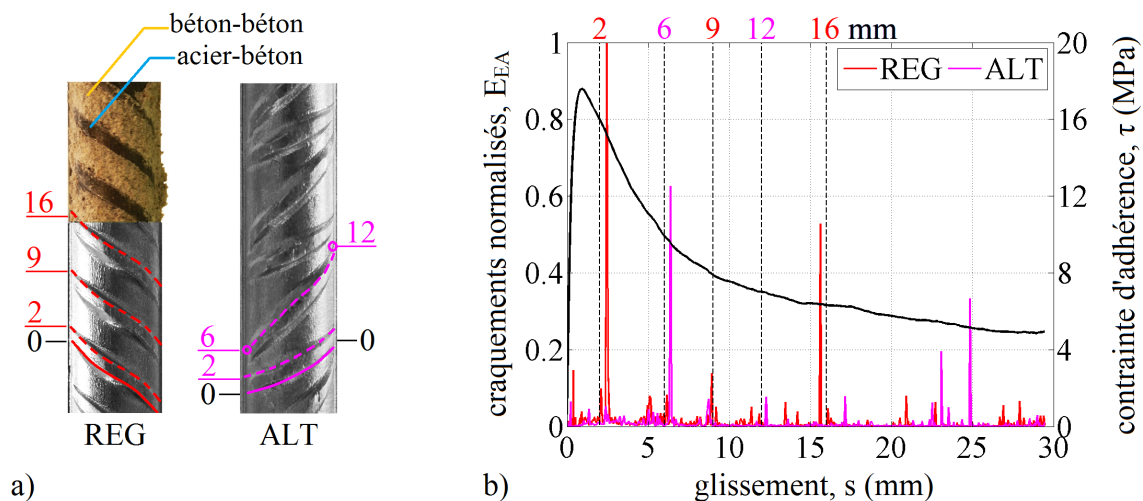 béton-béton
acier-béton
16
9
2
0
REG
12
6
2
0
0
ALT
a)
2 6 9 12 16 mm
REG ALT
craquements normalisés, E_EA
1
0.8
0.6
0.4
0.2
0
20
16
12
8
4
0
contrainte d'adhérence, τ (MPa)
0 5 10 15 20 25 30
glissement, s (mm)
b)